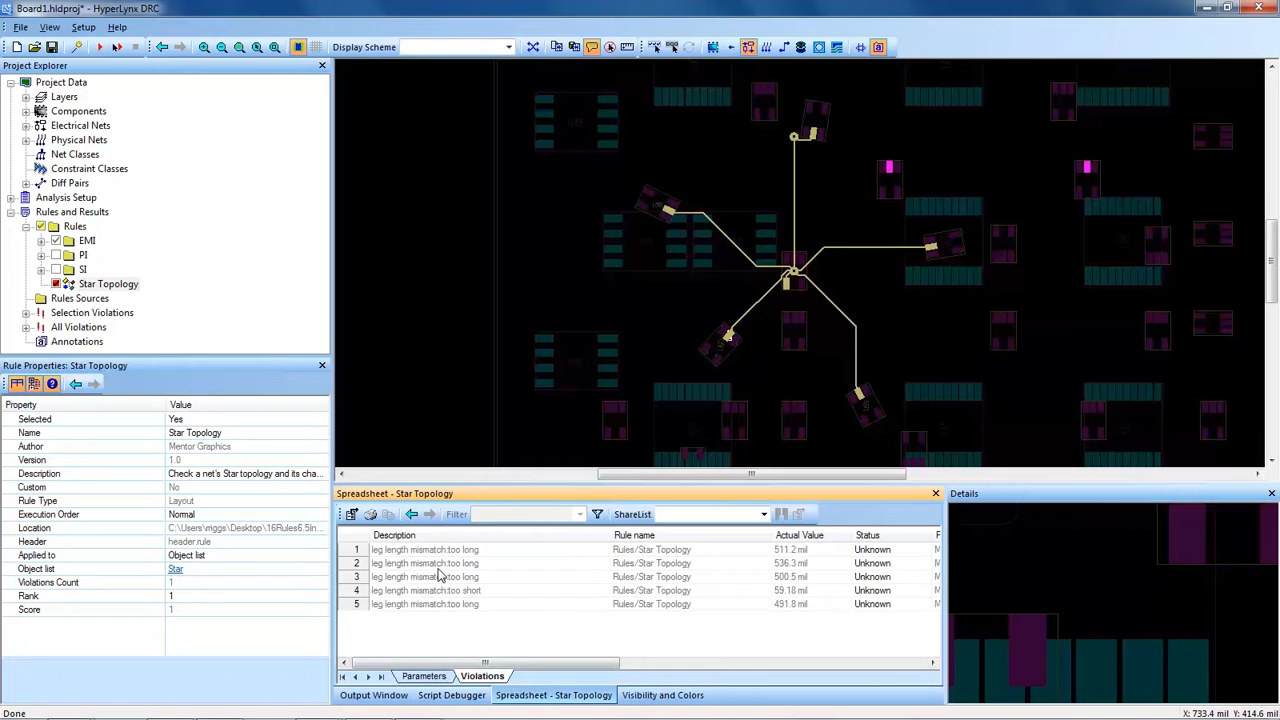 Board1.hldproj* - HyperLynx DRC
File View Setup Help
Display Scheme
Project Explorer
Project Data
Layers
Components
Electrical Nets
Physical Nets
Net Classes
Constraint Classes
Diff Pairs
Analysis Setup
Rules and Results
Rules
EMI
PI
SI
Star Topology
Rules Sources
Selection Violations
All Violations
Annotations
Rule Properties: Star Topology
Property Value
Selected Yes
Name Star Topology
Author Mentor Graphics
Version 1.0
Description Check a net's Star topology and its cha...
Custom No
Rule Type Layout
Execution Order Normal
Location C:\Users\riggs\Desktop\16Rules6.5In...
Header header.rule
Applied to Object list
Object list Star
Violations Count 1
Rank 1
Score 1
Spreadsheet - Star Topology
Filter ShareList
Description Rule name Actual Value Status
1 leg length mismatch:too long Rules/Star Topology 511.2 mil Unknown
2 leg length mismatch:too long Rules/Star Topology 536.3 mil Unknown
3 leg length mismatch:too long Rules/Star Topology 500.5 mil Unknown
4 leg length mismatch:too short Rules/Star Topology 59.18 mil Unknown
5 leg length mismatch:too long Rules/Star Topology 491.8 mil Unknown
Parameters Violations
Output Window Script Debugger Spreadsheet - Star Topology Visibility and Colors
Details
Done
X: 733.4 mil Y: 414.6 mil